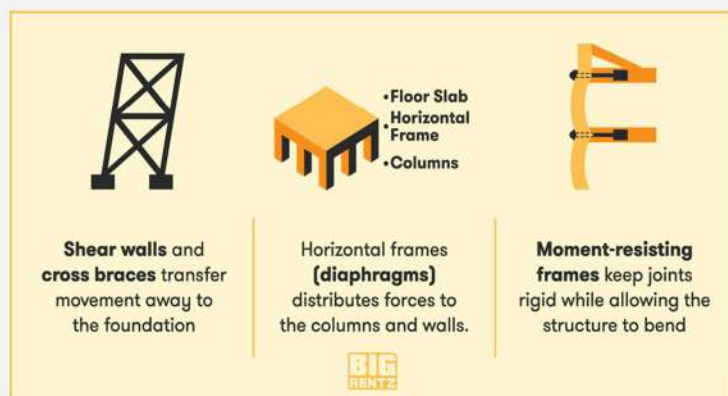 •Floor Slab
•Horizontal
Frame
•Columns
Shear walls and
cross braces transfer
movement away to
the foundation
Horizontal frames
(diaphragms)
distributes forces to
the columns and walls.
Moment-resisting
frames keep joints
rigid while allowing the
structure to bend
BIG
RENTZ